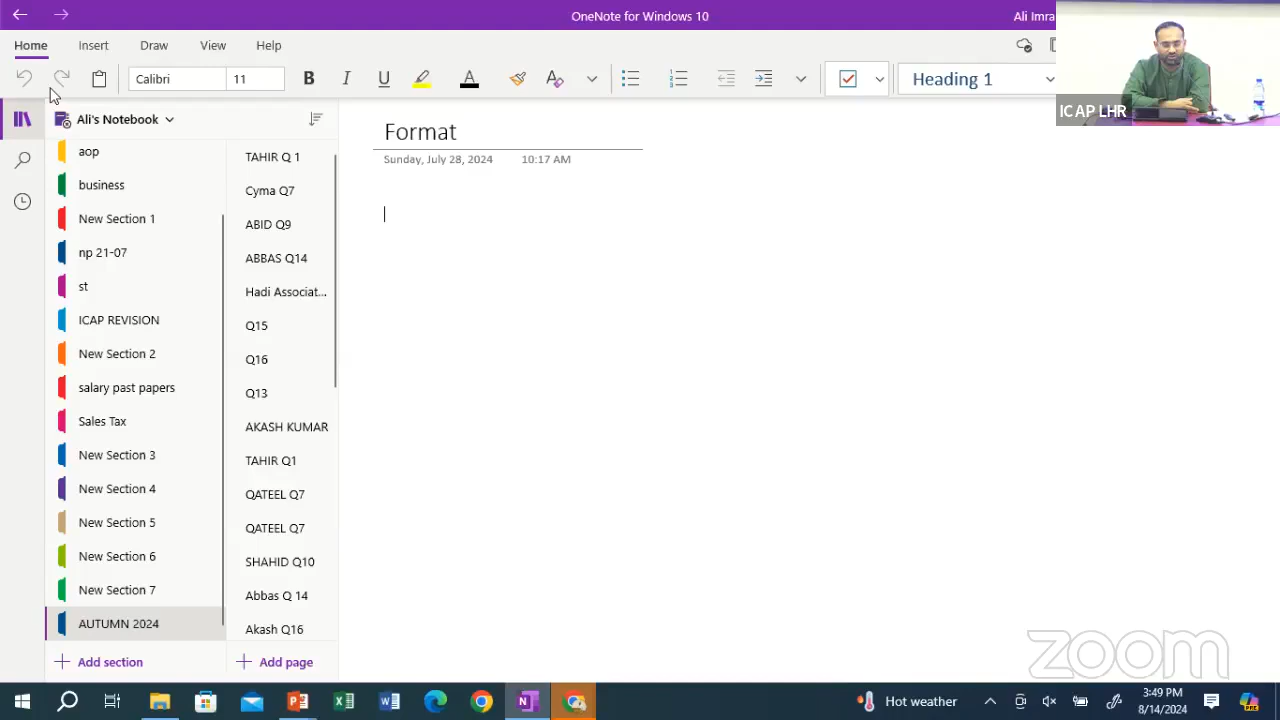 OneNote for Windows 10
Ali Imra
Home
Insert
Draw
View
Help
Calibri
11
B
I
U
A
Heading 1
ICAP LHR
Ali's Notebook
aop
business
New Section 1
np 21-07
st
ICAP REVISION
New Section 2
salary past papers
Sales Tax
New Section 3
New Section 4
New Section 5
New Section 6
New Section 7
AUTUMN 2024
Add section
TAHIR Q 1
Cyma Q7
ABID Q9
ABBAS Q14
Hadi Associat...
Q15
Q16
Q13
AKASH KUMAR
TAHIR Q1
QATEEL Q7
QATEEL Q7
SHAHID Q10
Abbas Q 14
Akash Q16
Add page
Format
Sunday, July 28, 2024
10:17 AM
zoom
Hot weather
3:49 PM
8/14/2024